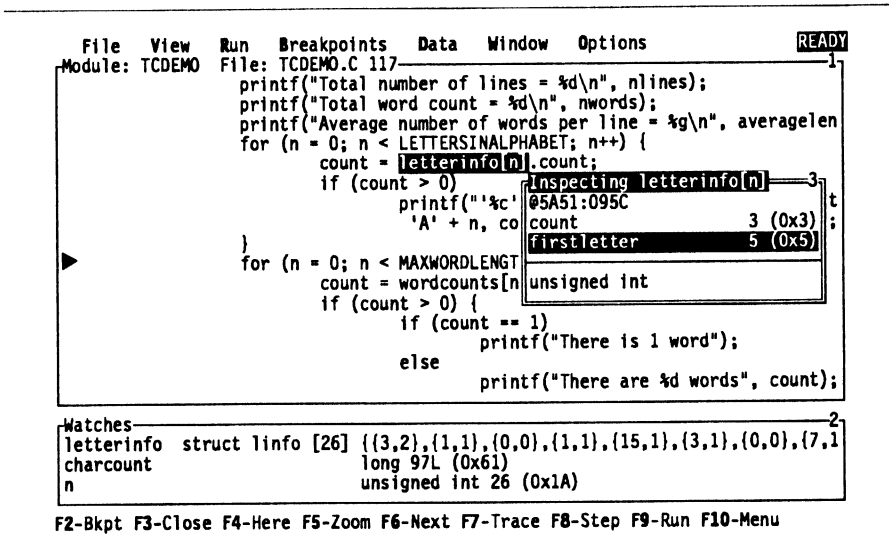 File View Run Breakpoints Data Window Options READY
Module: TCDEMO File: TCDEMO.C 117 1
printf("Total number of lines = %d\n", nlines);
printf("Total word count = %d\n", nwords);
printf("Average number of words per line = %g\n", averagelen
for (n = 0; n < LETTERSINALPHABET; n++) {
count = letterinfo[n].count;
if (count > 0)
printf("'%c' t
'A' + n, co ;
}
for (n = 0; n < MAXWORDLENGT
count = wordcounts[n
if (count > 0) {
if (count == 1)
printf("There is 1 word");
else
printf("There are %d words", count);
Inspecting letterinfo[n] 3
@5A51:095C
count 3 (0x3)
firstletter 5 (0x5)
unsigned int
Watches 2
letterinfo struct linfo [26] {{3,2},{1,1},{0,0},{1,1},{15,1},{3,1},{0,0},{7,1
charcount long 97L (0x61)
n unsigned int 26 (0x1A)
F2-Bkpt F3-Close F4-Here F5-Zoom F6-Next F7-Trace F8-Step F9-Run F10-Menu